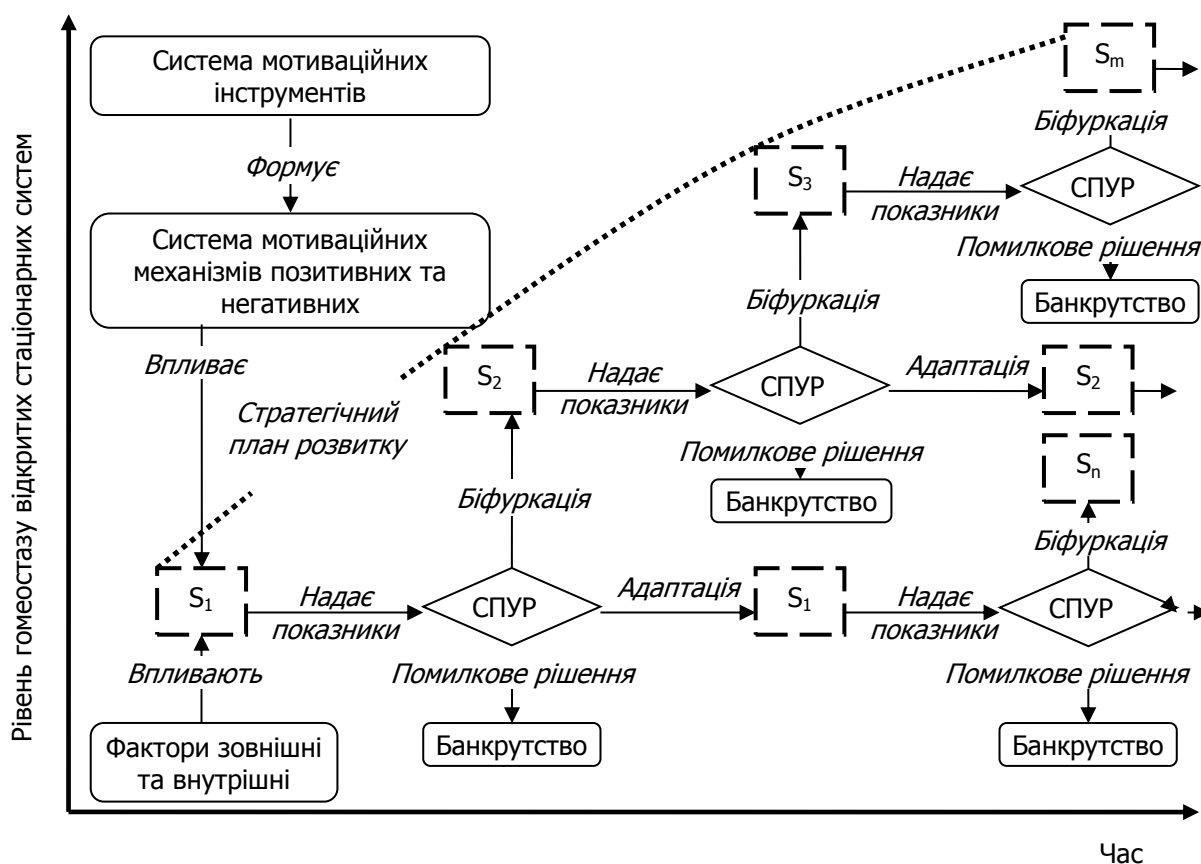 Рівень гомеостазу відкритих стаціонарних систем
Система мотиваційних
інструментів
Формує
Система мотиваційних
механізмів позитивних та
негативних
Впливає
Стратегічний
план розвитку
S₁
Впливають
Фактори зовнішні
та внутрішні
Надає
показники
СПУР
Помилкове рішення
Банкрутство
Біфуркація
S₂
Надає
показники
СПУР
Помилкове рішення
Банкрутство
Біфуркація
S₃
Надає
показники
СПУР
Помилкове рішення
Банкрутство
Біфуркація
Sₘ
Адаптація
S₂
Адаптація
S₁
Надає
показники
СПУР
Помилкове рішення
Банкрутство
Біфуркація
Sₙ
Час